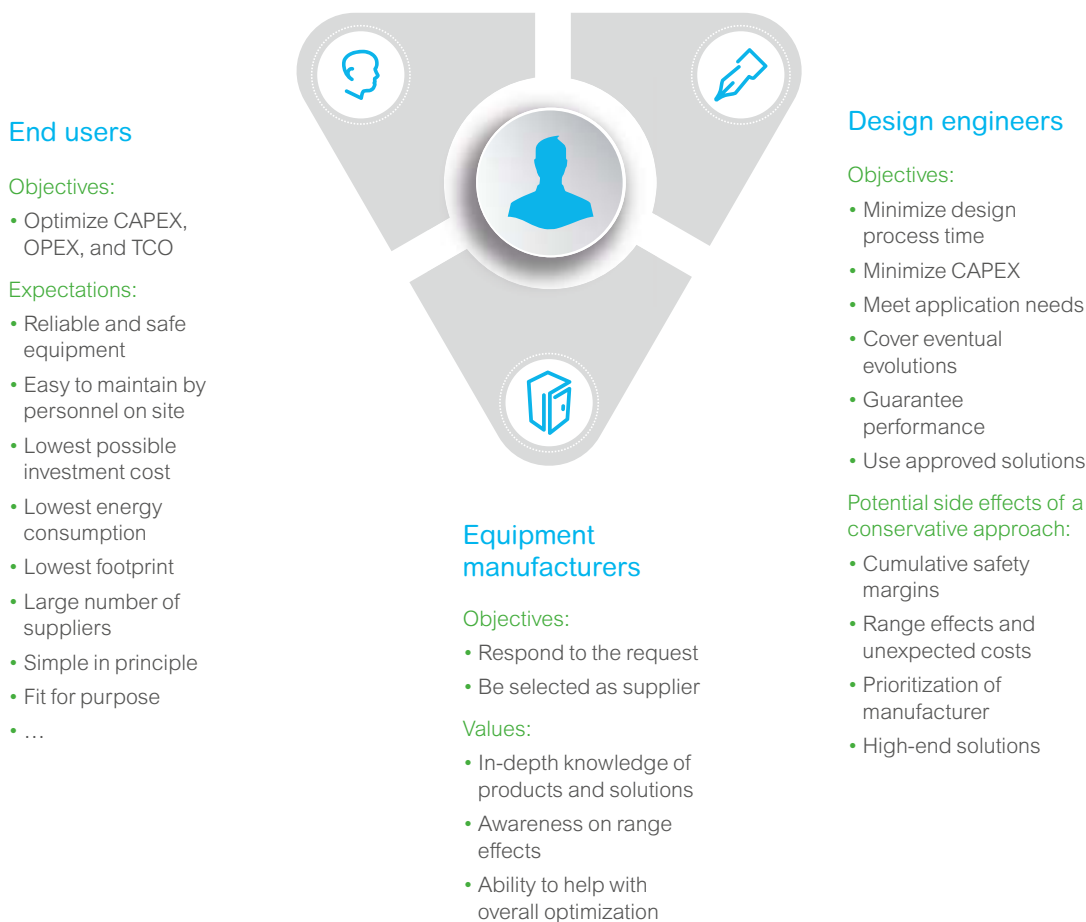 End users
Objectives:
• Optimize CAPEX,
OPEX, and TCO
Expectations:
• Reliable and safe
equipment
• Easy to maintain by
personnel on site
• Lowest possible
investment cost
• Lowest energy
consumption
• Lowest footprint
• Large number of
suppliers
• Simple in principle
• Fit for purpose
• …
Equipment
manufacturers
Objectives:
• Respond to the request
• Be selected as supplier
Values:
• In-depth knowledge of
products and solutions
• Awareness on range
effects
• Ability to help with
overall optimization
Design engineers
Objectives:
• Minimize design
process time
• Minimize CAPEX
• Meet application needs
• Cover eventual
evolutions
• Guarantee
performance
• Use approved solutions
Potential side effects of a
conservative approach:
• Cumulative safety
margins
• Range effects and
unexpected costs
• Prioritization of
manufacturer
• High-end solutions